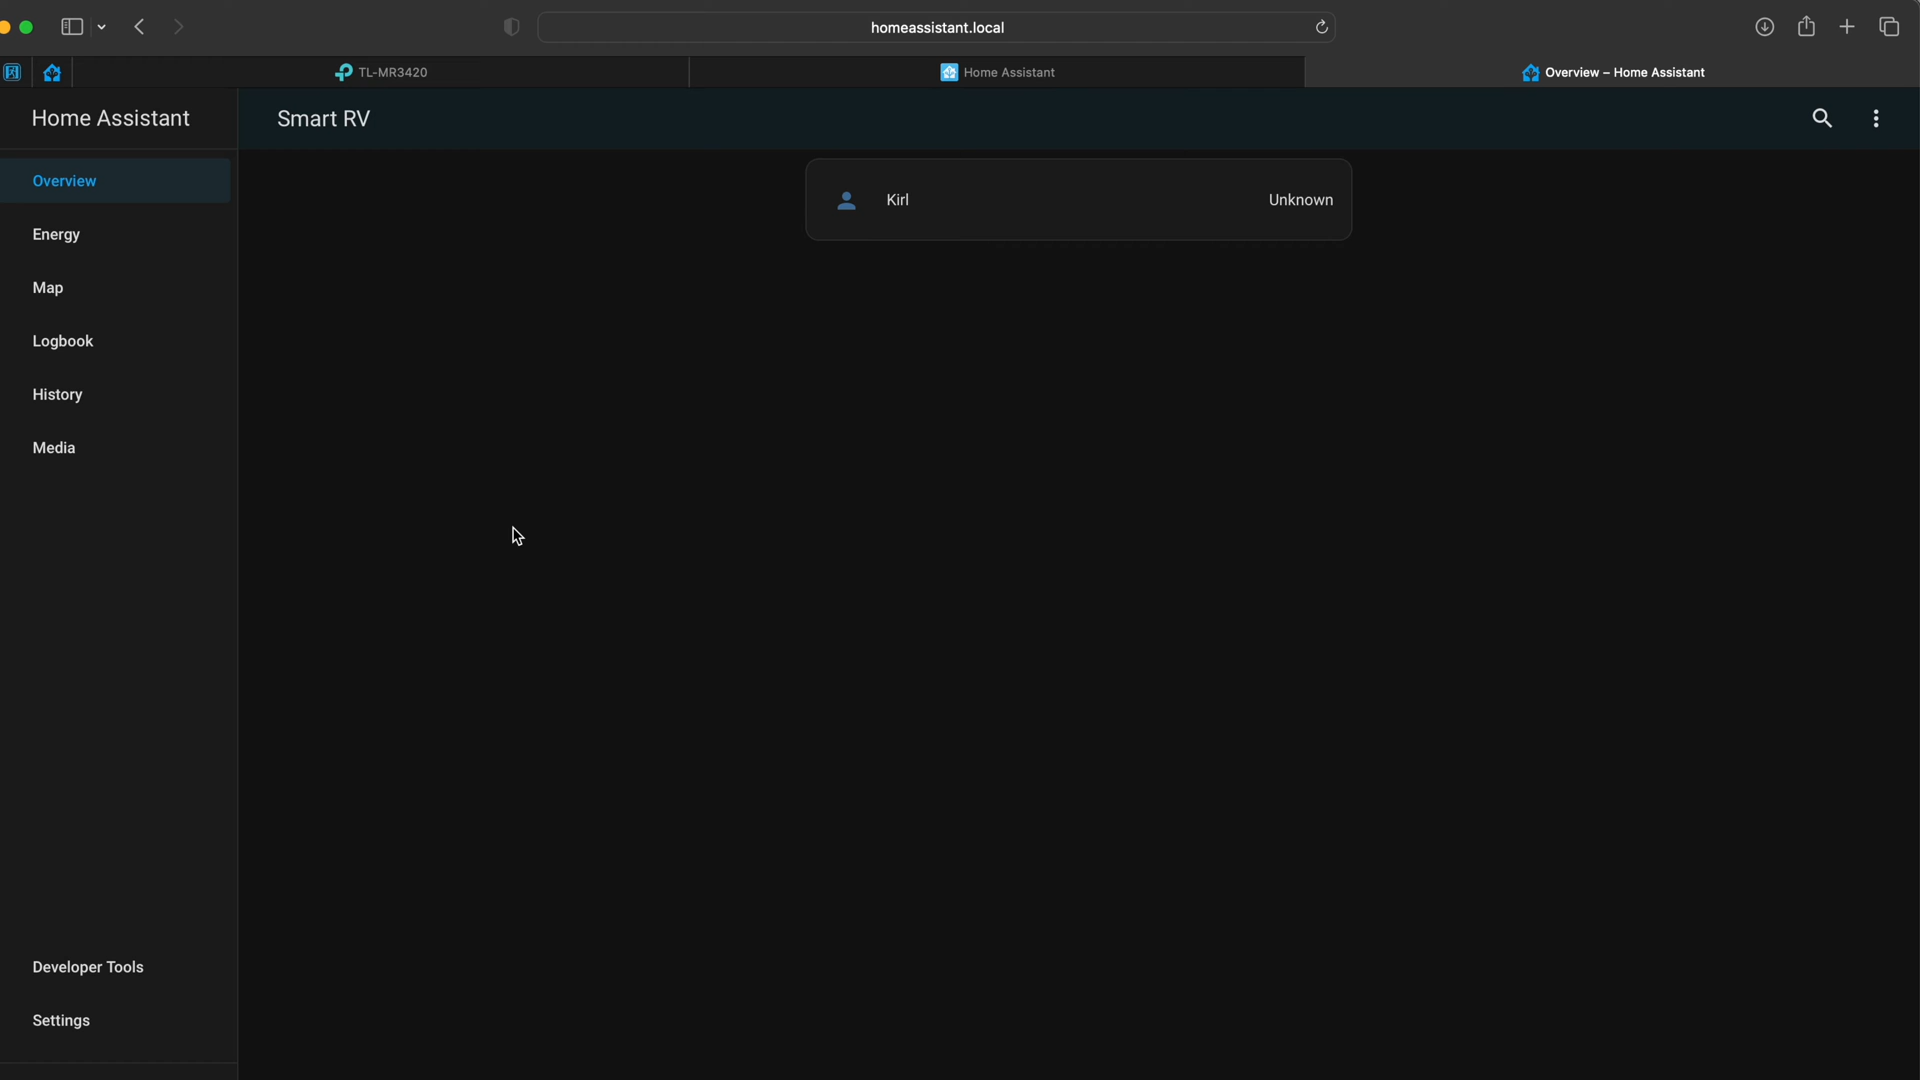 homeassistant.local
TL-MR3420
Home Assistant
Overview – Home Assistant
Home Assistant
Smart RV
Overview
Kirl
Unknown
Energy
Map
Logbook
History
Media
Developer Tools
Settings